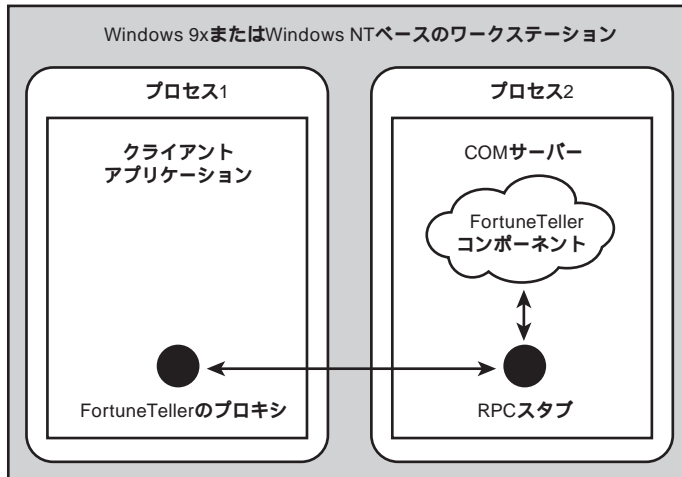 Windows 9xまたはWindows NTベースのワークステーション
プロセス1
クライアント
アプリケーション
FortuneTellerのプロキシ
プロセス2
COMサーバー
FortuneTeller
コンポーネント
RPCスタブ